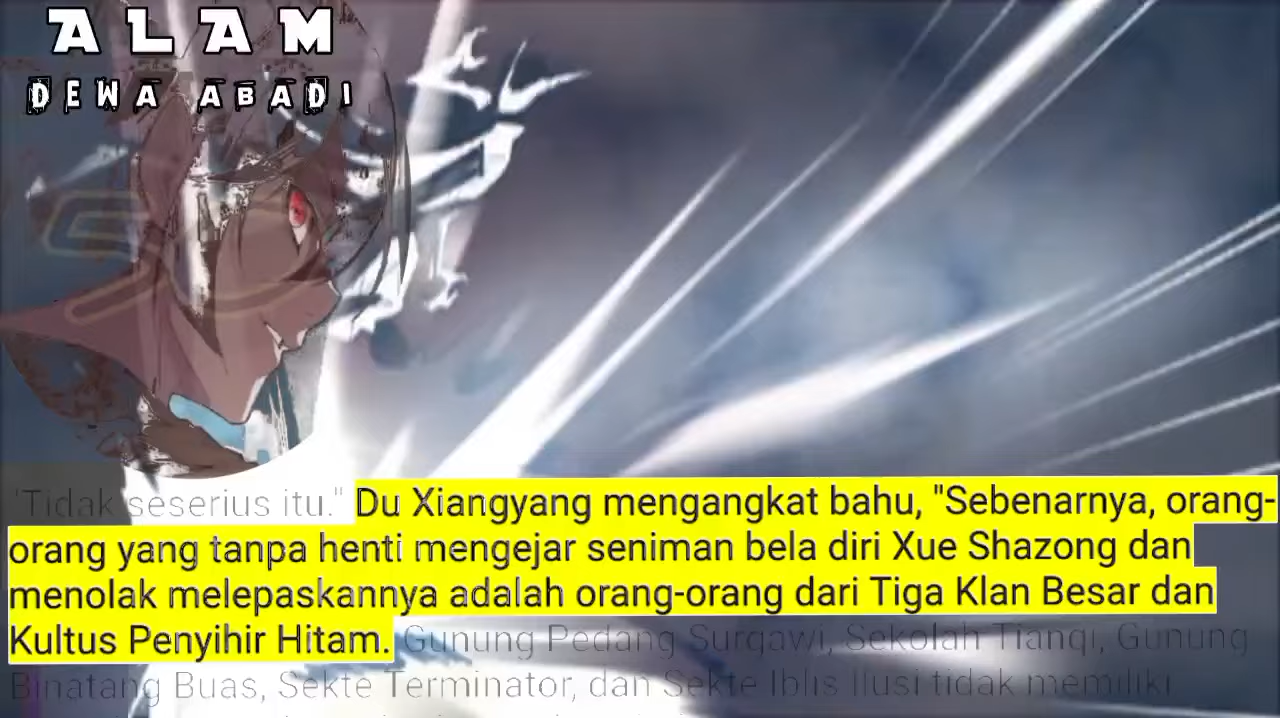 ALAM
DEWA ABADI
"Tidak seserius itu." Du Xiangyang mengangkat bahu, "Sebenarnya, orang-
orang yang tanpa henti mengejar seniman bela diri Xue Shazong dan
menolak melepaskannya adalah orang-orang dari Tiga Klan Besar dan
Kultus Penyihir Hitam. Gunung Pedang Surgawi, Sekolah Tianqi, Gunung
Binatang Buas, Sekte Terminator, dan Sekte Iblis Ilusi tidak memiliki